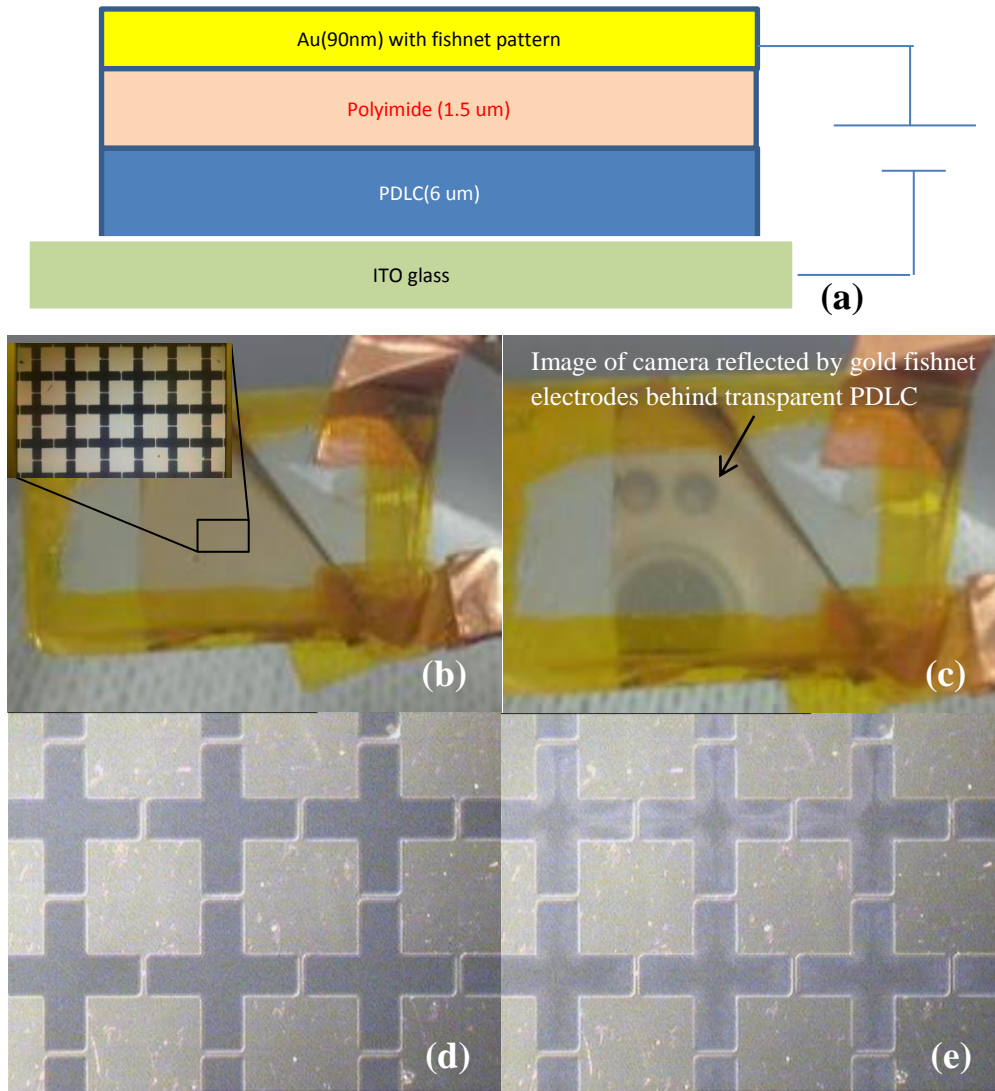 Au(90nm) with fishnet pattern
Polyimide (1.5 um)
PDLC(6 um)
ITO glass
(a)
Image of camera reflected by gold fishnet
electrodes behind transparent PDLC
(b)
(c)
(d)
(e)